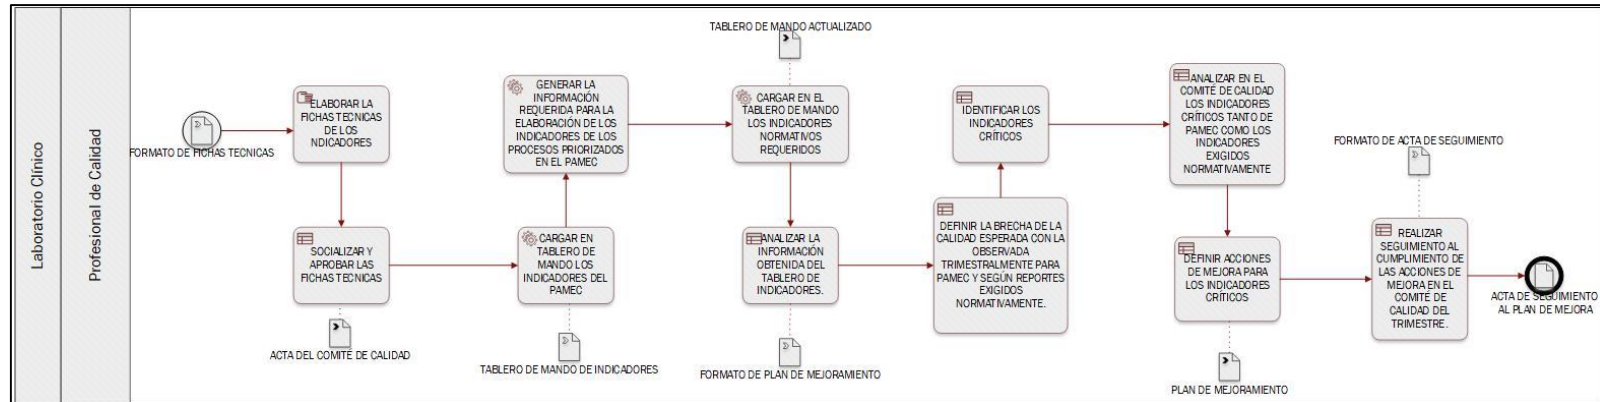 Laboratorio Clínico
Profesional de Calidad
FORMATO DE FICHAS TECNICAS
ELABORAR LA
FICHAS TECNICAS
DE LOS
NDICADORES
SOCIALIZAR Y
APROBAR LAS
FICHAS TECNICAS
ACTA DEL COMITÉ DE CALIDAD
CARGAR EN
TABLERO DE
MANDO LOS
INDICADORES DEL
PAMEC
TABLERO DE MANDO DE INDICADORES
GENERAR LA
INFORMACIÓN
REQUERIDA PARA LA
ELABORACIÓN DE LOS
INDICADORES DE LOS
PROCESOS PRIORIZADOS
EN EL PAMEC
TABLERO DE MANDO ACTUALIZADO
CARGAR EN EL
TABLERO DE MANDO
LOS INDICADORES
NORMATIVOS
REQUERIDOS
ANALIZAR LA
INFORMACIÓN
OBTENIDA DEL
TABLERO DE
INDICADORES.
FORMATO DE PLAN DE MEJORAMIENTO
DEFINIR LA BRECHA DE LA
CALIDAD ESPERADA CON LA
OBSERVADA
TRIMESTRALMENTE PARA
PAMEC Y SEGÚN REPORTES
EXIGIDOS
NORMATIVAMENTE.
IDENTIFICAR LOS
INDICADORES
CRÍTICOS
ANALIZAR EN EL
COMITÉ DE CALIDAD
LOS INDICADORES
CRÍTICOS TANTO DE
PAMEC COMO LOS
INDICADORES
EXIGIDOS
NORMATIVAMENTE
DEFINIR ACCIONES
DE MEJORA PARA
LOS INDICADORES
CRÍTICOS
PLAN DE MEJORAMIENTO
FORMATO DE ACTA DE SEGUIMIENTO
REALIZAR
SEGUIMIENTO AL
CUMPLIMIENTO DE
LAS ACCIONES DE
MEJORA EN EL
COMITÉ DE
CALIDAD DEL
TRIMESTRE.
ACTA DE SEGUIMIENTO
AL PLAN DE MEJORA